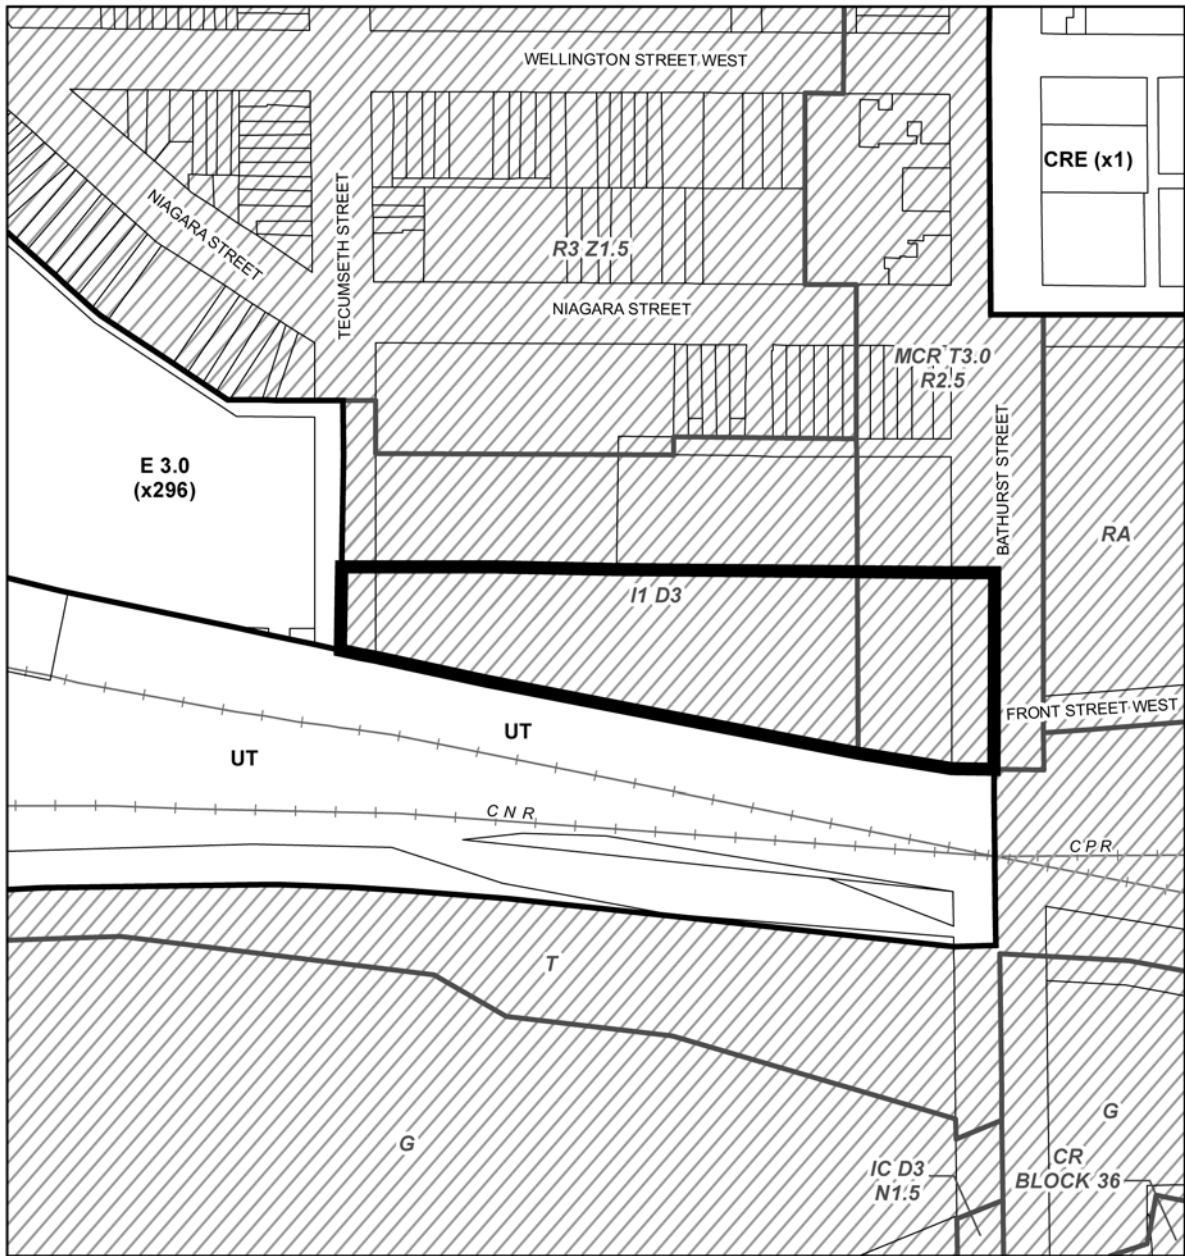 WELLINGTON STREET WEST
CRE (x1)
NIAGARA STREET
TECUMSETH STREET
R3 Z1.5
NIAGARA STREET
MCR T3.0
R2.5
BATHURST STREET
E 3.0
(x296)
RA
I1 D3
FRONT STREET WEST
UT
UT
CNR
CPR
T
G
G
IC D3
N1.5
CR
BLOCK 36